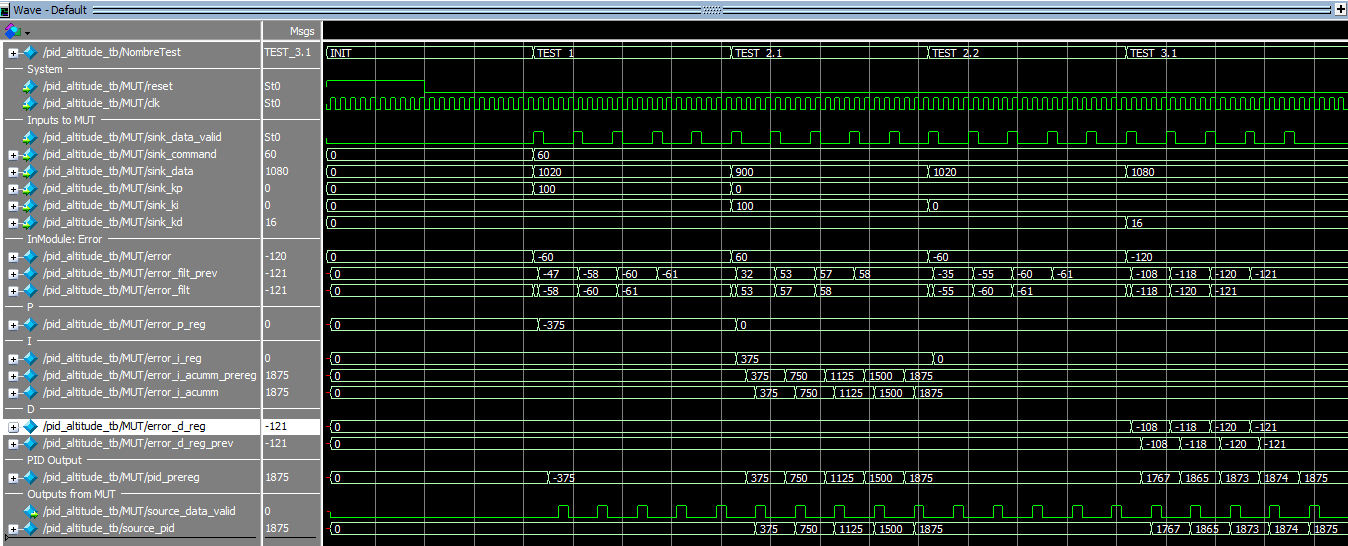 Wave - Default
Msgs
/pid_altitude_tb/NombreTest TEST_3.1 INIT TEST_1 TEST_2.1 TEST_2.2 TEST_3.1
System
/pid_altitude_tb/MUT/reset St0
/pid_altitude_tb/MUT/clk St0
Inputs to MUT
/pid_altitude_tb/MUT/sink_data_valid St0
/pid_altitude_tb/MUT/sink_command 60 0 60
/pid_altitude_tb/MUT/sink_data 1080 0 1020 900 1020 1080
/pid_altitude_tb/MUT/sink_kp 0 0 100 0
/pid_altitude_tb/MUT/sink_ki 0 0 100 0
/pid_altitude_tb/MUT/sink_kd 16 0 16
InModule: Error
/pid_altitude_tb/MUT/error -120 0 -60 60 -60 -120
/pid_altitude_tb/MUT/error_filt_prev -121 0 -47 -58 -60 -61 32 53 57 58 -35 -55 -60 -61 -108 -118 -120 -121
/pid_altitude_tb/MUT/error_filt -121 0 -58 -60 -61 53 57 58 -55 -60 -61 -118 -120 -121
P
/pid_altitude_tb/MUT/error_p_reg 0 0 -375 0
I
/pid_altitude_tb/MUT/error_i_reg 0 0 375 0
/pid_altitude_tb/MUT/error_i_acumm_prereg 1875 0 375 750 1125 1500 1875
/pid_altitude_tb/MUT/error_i_acumm 1875 0 375 750 1125 1500 1875
D
/pid_altitude_tb/MUT/error_d_reg -121 0 -108 -118 -120 -121
/pid_altitude_tb/MUT/error_d_reg_prev -121 0 -108 -118 -120 -121
PID Output
/pid_altitude_tb/MUT/pid_prereg 1875 0 -375 375 750 1125 1500 1875 1767 1865 1873 1874 1875
Outputs from MUT
/pid_altitude_tb/MUT/source_data_valid 0
/pid_altitude_tb/source_pid 1875 0 375 750 1125 1500 1875 1767 1865 1873 1874 1875